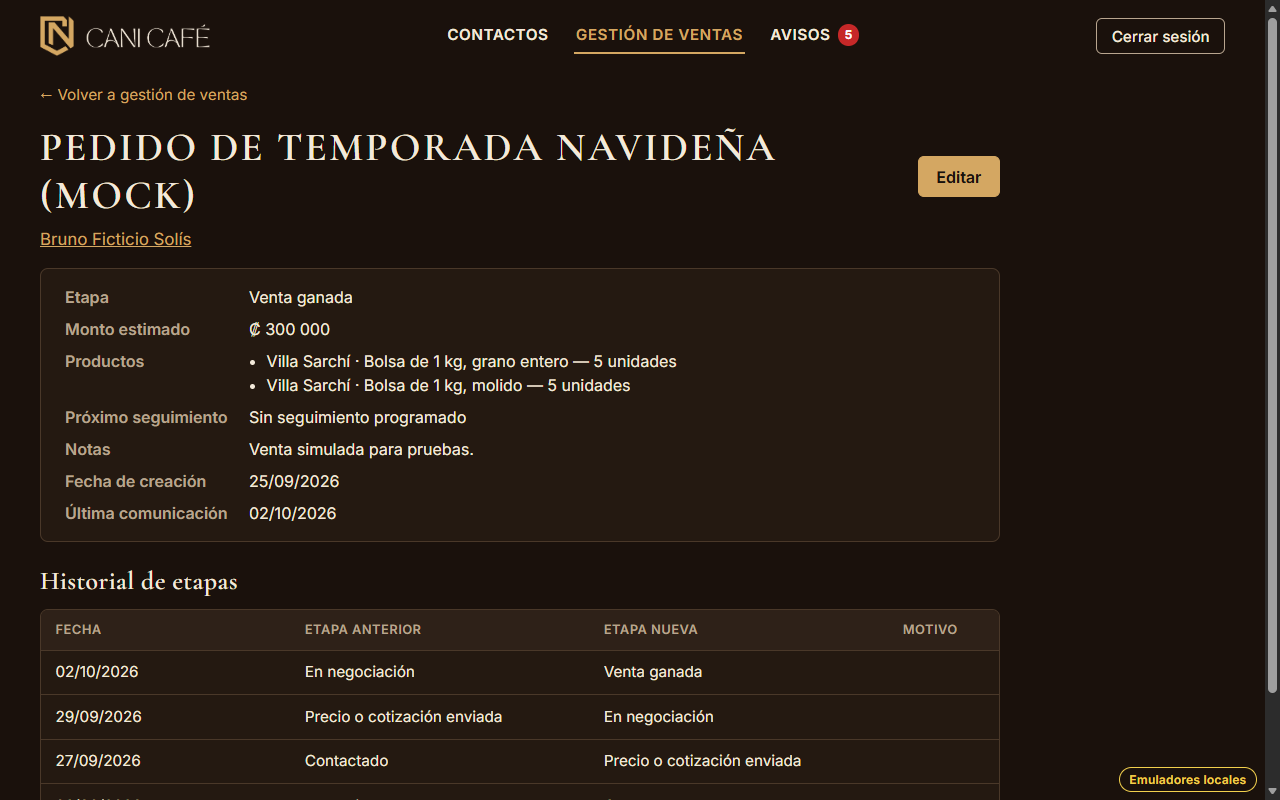 CANI CAFÉ
CONTACTOS GESTIÓN DE VENTAS AVISOS 5
Cerrar sesión
← Volver a gestión de ventas
PEDIDO DE TEMPORADA NAVIDEÑA
(MOCK)
Editar
Bruno Ficticio Solís
Etapa Venta ganada
Monto estimado ₡ 300 000
Productos • Villa Sarchí · Bolsa de 1 kg, grano entero — 5 unidades
• Villa Sarchí · Bolsa de 1 kg, molido — 5 unidades
Próximo seguimiento Sin seguimiento programado
Notas Venta simulada para pruebas.
Fecha de creación 25/09/2026
Última comunicación 02/10/2026
Historial de etapas
FECHA ETAPA ANTERIOR ETAPA NUEVA MOTIVO
02/10/2026 En negociación Venta ganada
29/09/2026 Precio o cotización enviada En negociación
27/09/2026 Contactado Precio o cotización enviada
Emuladores locales